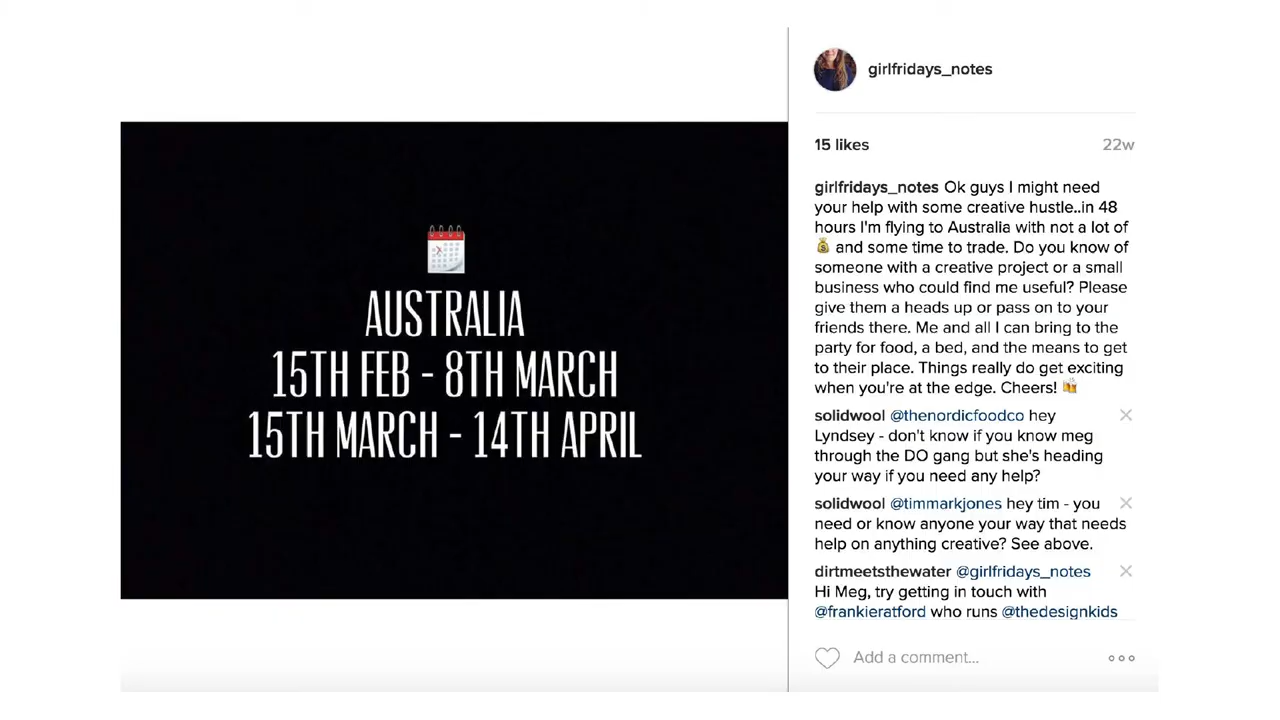 girlfridays_notes
15 likes
22w
AUSTRALIA
15TH FEB - 8TH MARCH
15TH MARCH - 14TH APRIL
girlfridays_notes Ok guys I might need
your help with some creative hustle..in 48
hours I'm flying to Australia with not a lot of
💰 and some time to trade. Do you know of
someone with a creative project or a small
business who could find me useful? Please
give them a heads up or pass on to your
friends there. Me and all I can bring to the
party for food, a bed, and the means to get
to their place. Things really do get exciting
when you're at the edge. Cheers! 🍻
solidwool @thenordicfoodco hey
Lyndsey - don't know if you know meg
through the DO gang but she's heading
your way if you need any help?
solidwool @timmarkjones hey tim - you
need or know anyone your way that needs
help on anything creative? See above.
dirtmeetsthewater @girlfridays_notes
Hi Meg, try getting in touch with
@frankieratford who runs @thedesignkids
Add a comment...